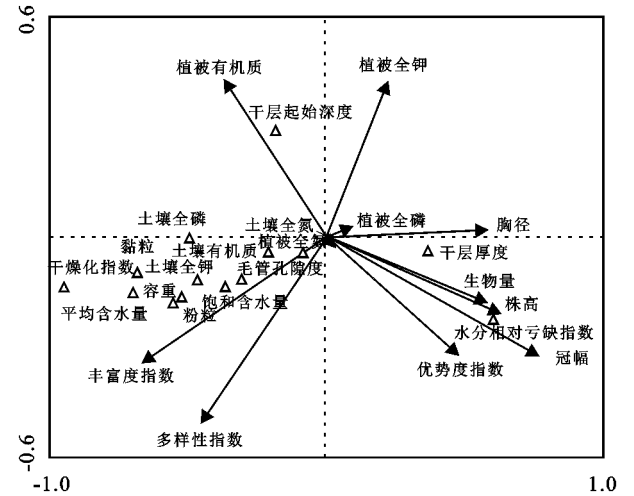 0.6
植被有机质
植被全钾
干层起始深度
植被全磷
土壤全磷
土壤全氮
胸径
黏粒
土壤有机质
植被全氮
干层厚度
干燥化指数
土壤全钾
毛管孔隙度
生物量
容重
饱和含水量
株高
平均含水量
粉粒
水分相对亏缺指数
丰富度指数
优势度指数
冠幅
多样性指数
-0.6
-1.0
1.0